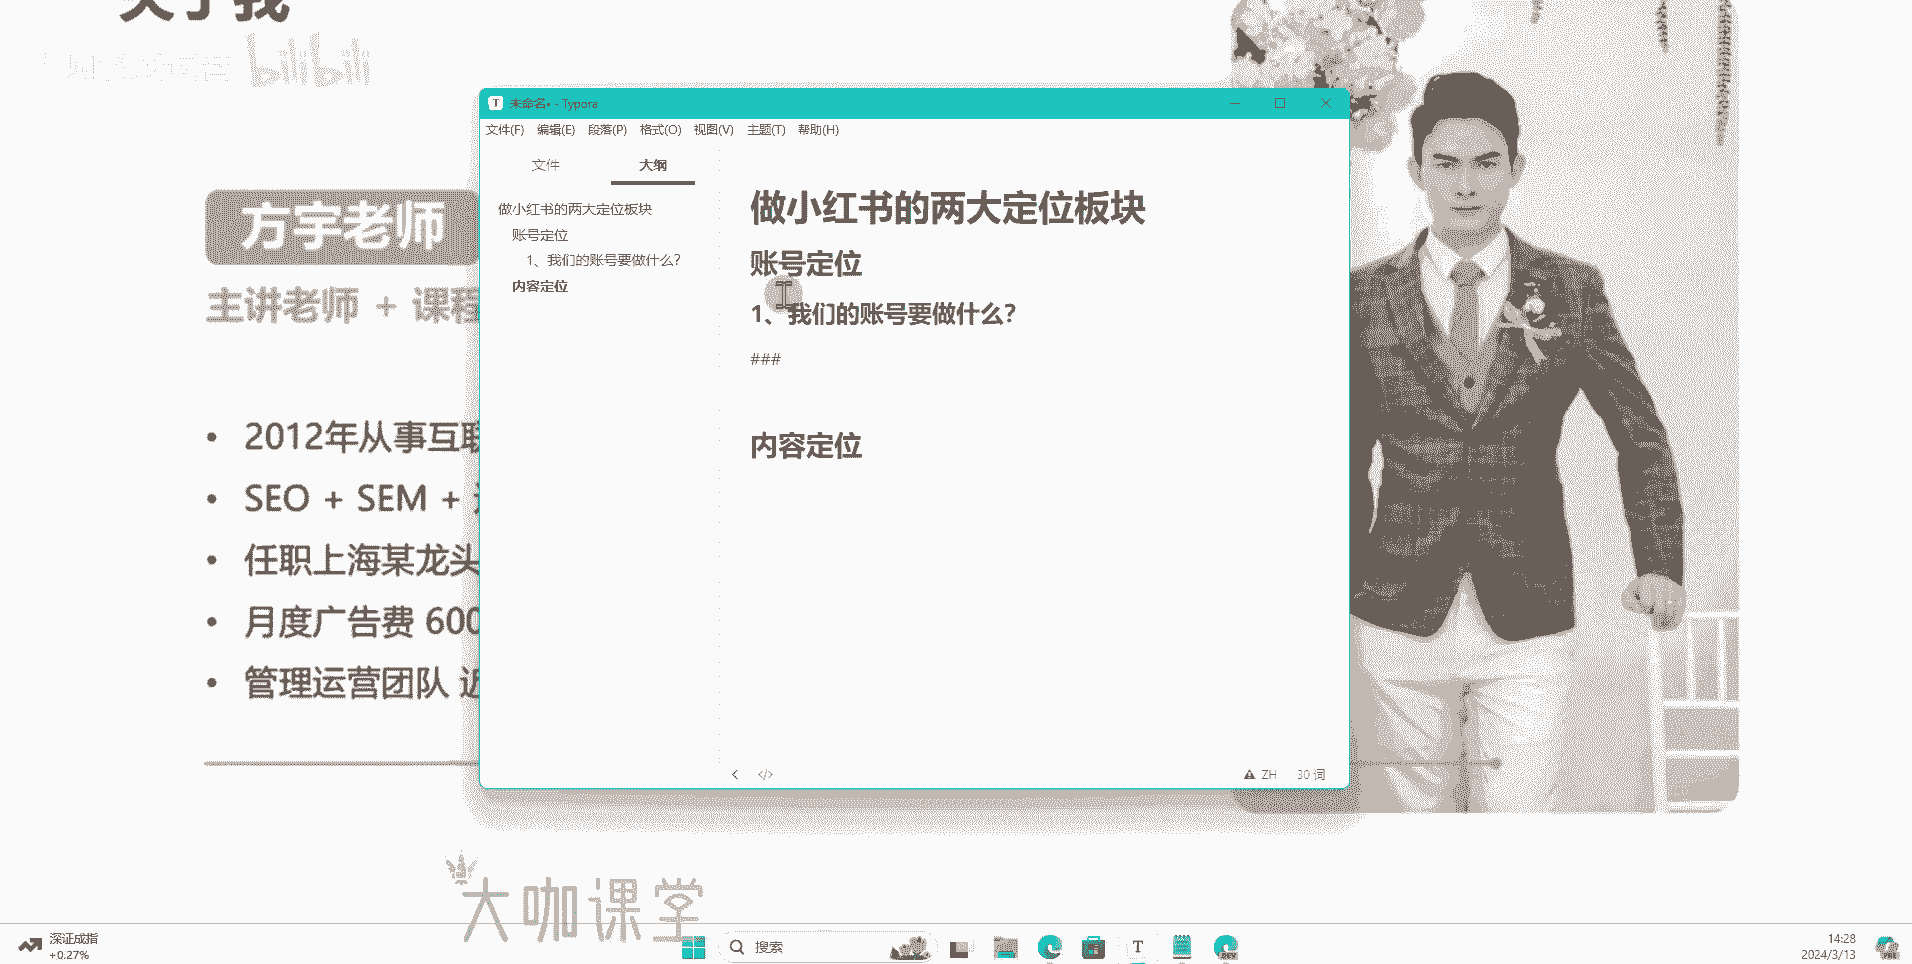 关于我
bilibili
未命名• - Typora
文件(F) 编辑(E) 段落(P) 格式(O) 视图(V) 主题(T) 帮助(H)
文件 大纲
做小红书的两大定位板块
账号定位
1、我们的账号要做什么?
内容定位
做小红书的两大定位板块
账号定位
1、我们的账号要做什么?
###
内容定位
ZH 30 词
方宇老师
主讲老师 + 课程
• 2012年从事互联
• SEO + SEM +
• 任职上海某龙头
• 月度广告费 600
• 管理运营团队 近
大咖课堂
深证成指
+0.27%
搜索
T
DEV
14:28
2024/3/13
PRE